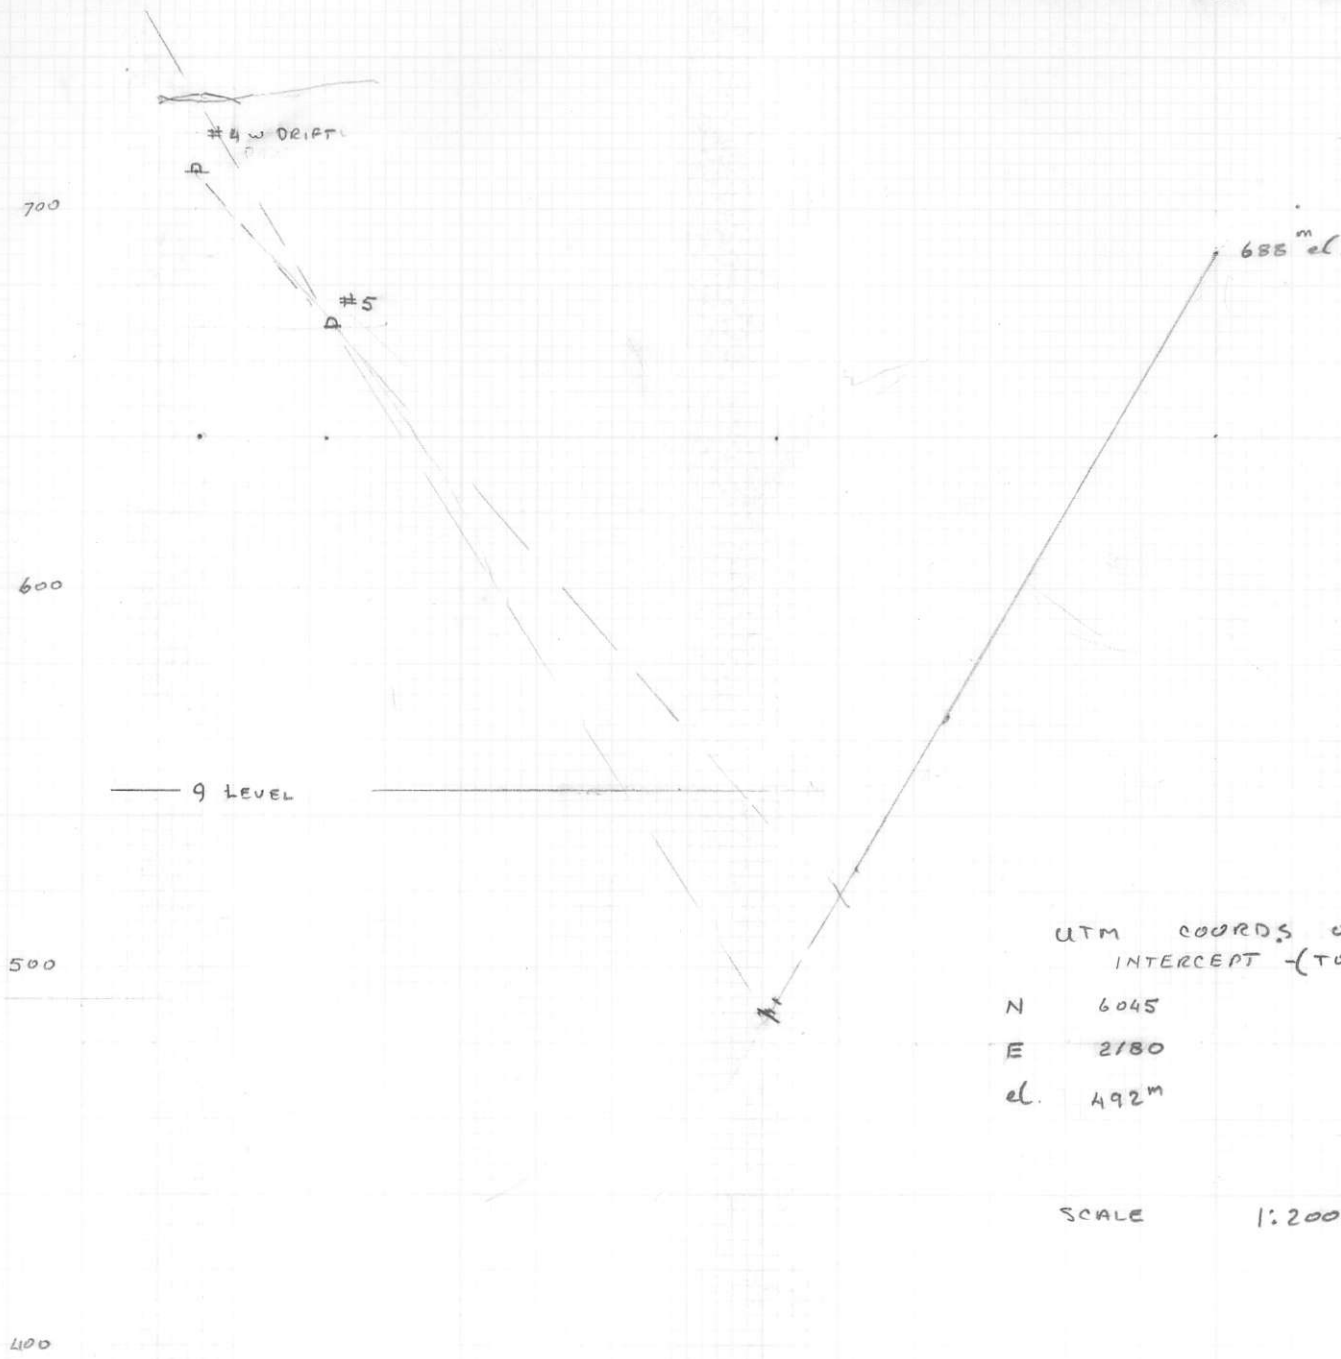 #4 W DRIFT
700
688 m el
#5
600
9 LEVEL
UTM COORDS
INTERCEPT -(
500
N 6045
E 2180
el. 492 m
SCALE 1:200
400